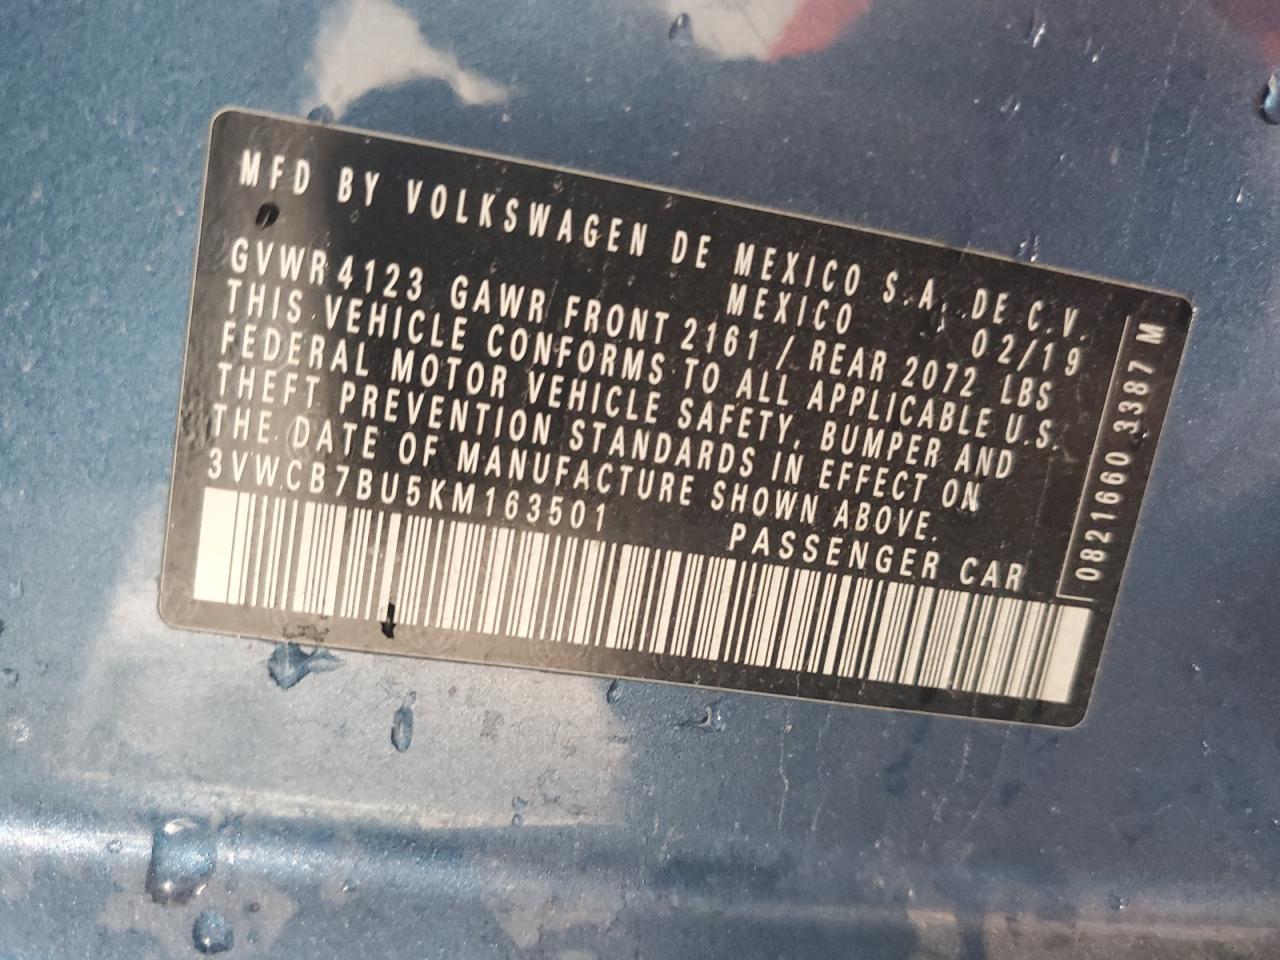 MFD BY VOLKSWAGEN DE MEXICO S.A. DE C.V.
MEXICO 02/19
GVWR 4123 GAWR FRONT 2161 / REAR 2072 LBS
THIS VEHICLE CONFORMS TO ALL APPLICABLE U.S.
FEDERAL MOTOR VEHICLE SAFETY, BUMPER AND
THEFT PREVENTION STANDARDS IN EFFECT ON
THE DATE OF MANUFACTURE SHOWN ABOVE.
3VWCB7BU5KM163501 PASSENGER CAR
0821660 3387 M